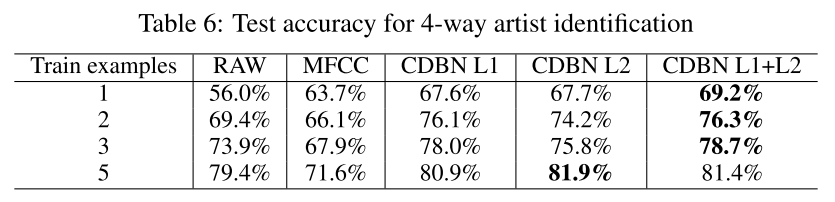 Table 6: Test accuracy for 4-way artist identification
Train examples RAW MFCC CDBN L1 CDBN L2 CDBN L1+L2
1 56.0% 63.7% 67.6% 67.7% 69.2%
2 69.4% 66.1% 76.1% 74.2% 76.3%
3 73.9% 67.9% 78.0% 75.8% 78.7%
5 79.4% 71.6% 80.9% 81.9% 81.4%